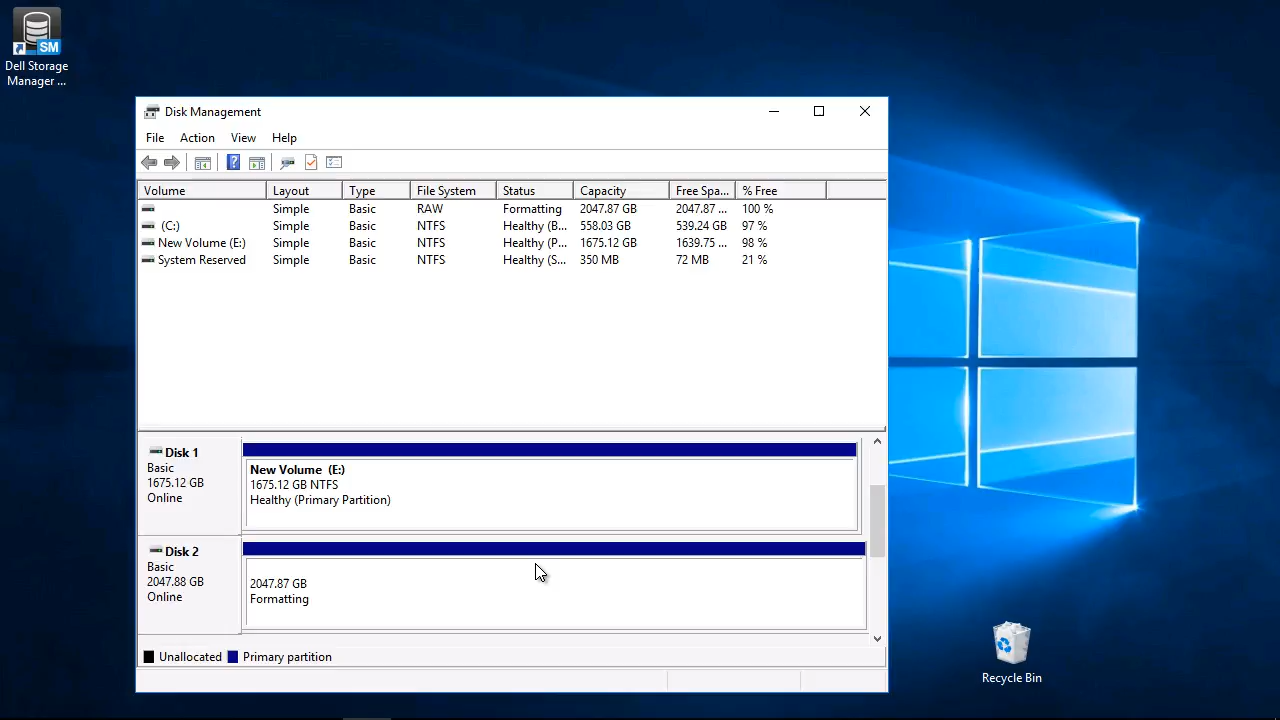 SM
Dell Storage
Manager ...
Disk Management
File Action View Help
Volume Layout Type File System Status Capacity Free Spa... % Free
Simple Basic RAW Formatting 2047.87 GB 2047.87 ... 100 %
(C:) Simple Basic NTFS Healthy (B... 558.03 GB 539.24 GB 97 %
New Volume (E:) Simple Basic NTFS Healthy (P... 1675.12 GB 1639.75 ... 98 %
System Reserved Simple Basic NTFS Healthy (S... 350 MB 72 MB 21 %
Disk 1
Basic
1675.12 GB
Online
New Volume (E:)
1675.12 GB NTFS
Healthy (Primary Partition)
Disk 2
Basic
2047.88 GB
Online
2047.87 GB
Formatting
Unallocated Primary partition
Recycle Bin